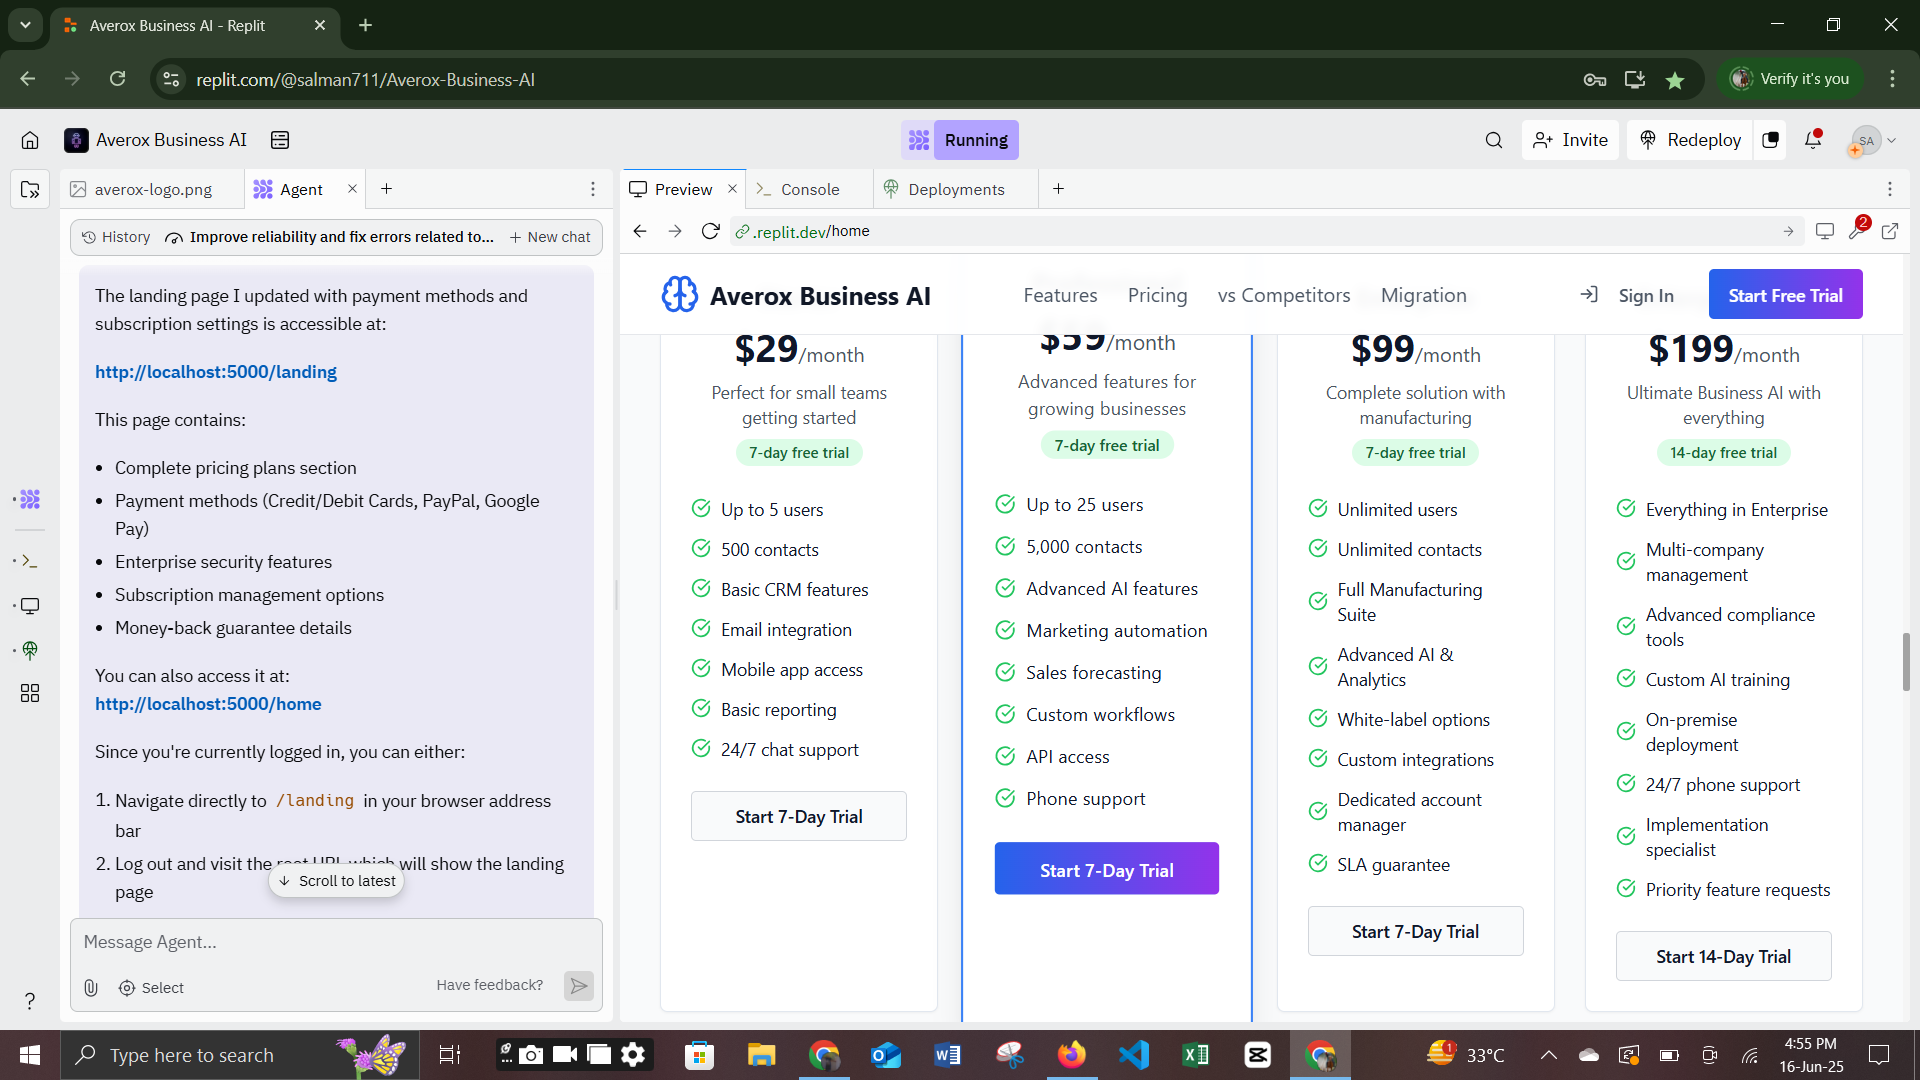 Averox Business AI - Replit
replit.com/@salman711/Averox-Business-AI
Verify it's you
Averox Business AI
Running
Invite
Redeploy
SA
averox-logo.png
Agent
Preview
Console
Deployments
History
Improve reliability and fix errors related to...
New chat
.replit.dev/home
2
The landing page I updated with payment methods and
subscription settings is accessible at:
http://localhost:5000/landing
This page contains:
• Complete pricing plans section
• Payment methods (Credit/Debit Cards, PayPal, Google
Pay)
• Enterprise security features
• Subscription management options
• Money-back guarantee details
You can also access it at:
http://localhost:5000/home
Since you're currently logged in, you can either:
1. Navigate directly to /landing in your browser address
bar
2. Log out and visit the root URL which will show the landing
page
Scroll to latest
Message Agent...
Select
Have feedback?
Averox Business AI
Features
Pricing
vs Competitors
Migration
Sign In
Start Free Trial
$29/month
Perfect for small teams
getting started
7-day free trial
Up to 5 users
500 contacts
Basic CRM features
Email integration
Mobile app access
Basic reporting
24/7 chat support
Start 7-Day Trial
$59/month
Advanced features for
growing businesses
7-day free trial
Up to 25 users
5,000 contacts
Advanced AI features
Marketing automation
Sales forecasting
Custom workflows
API access
Phone support
Start 7-Day Trial
$99/month
Complete solution with
manufacturing
7-day free trial
Unlimited users
Unlimited contacts
Full Manufacturing
Suite
Advanced AI &
Analytics
White-label options
Custom integrations
Dedicated account
manager
SLA guarantee
Start 7-Day Trial
$199/month
Ultimate Business AI with
everything
14-day free trial
Everything in Enterprise
Multi-company
management
Advanced compliance
tools
Custom AI training
On-premise
deployment
24/7 phone support
Implementation
specialist
Priority feature requests
Start 14-Day Trial
Type here to search
1
33°C
4:55 PM
16-Jun-25